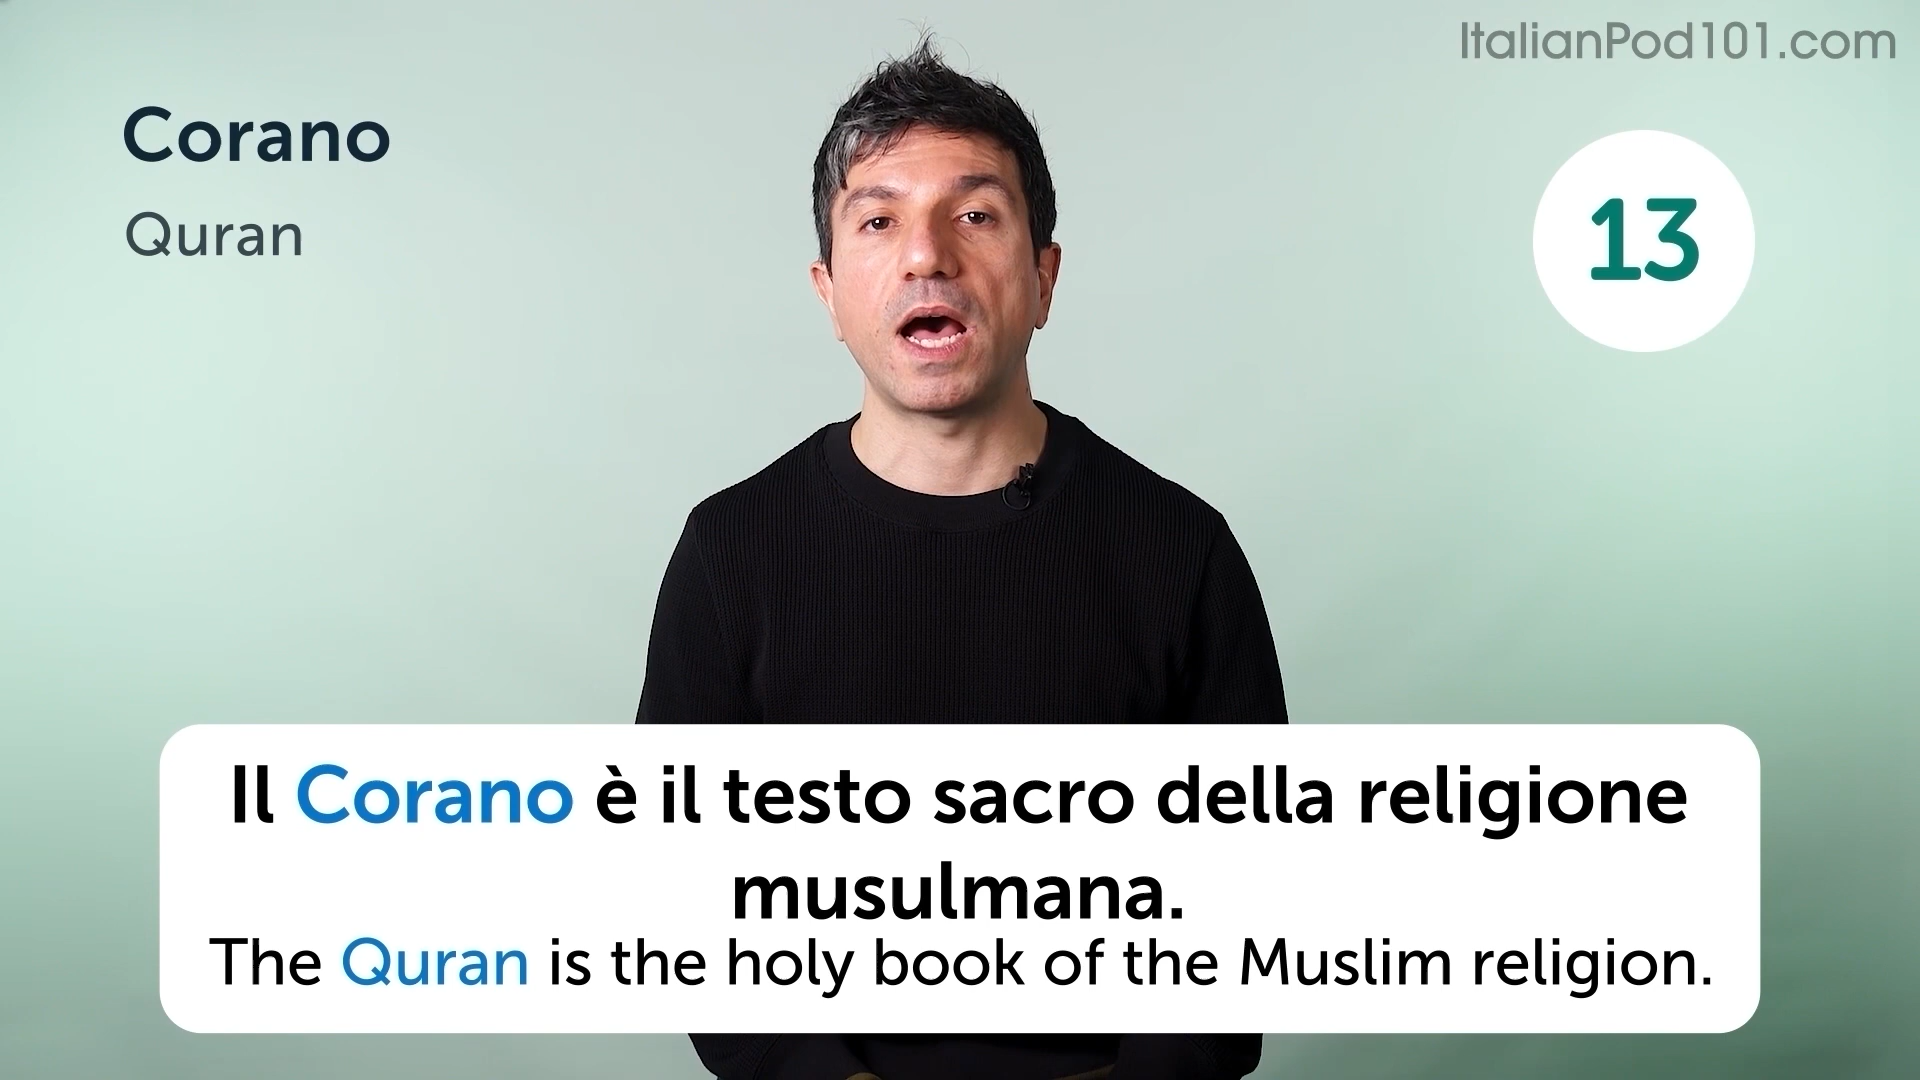 ItalianPod101.com
Corano
Quran
13
Il Corano è il testo sacro della religione
musulmana.
The Quran is the holy book of the Muslim religion.